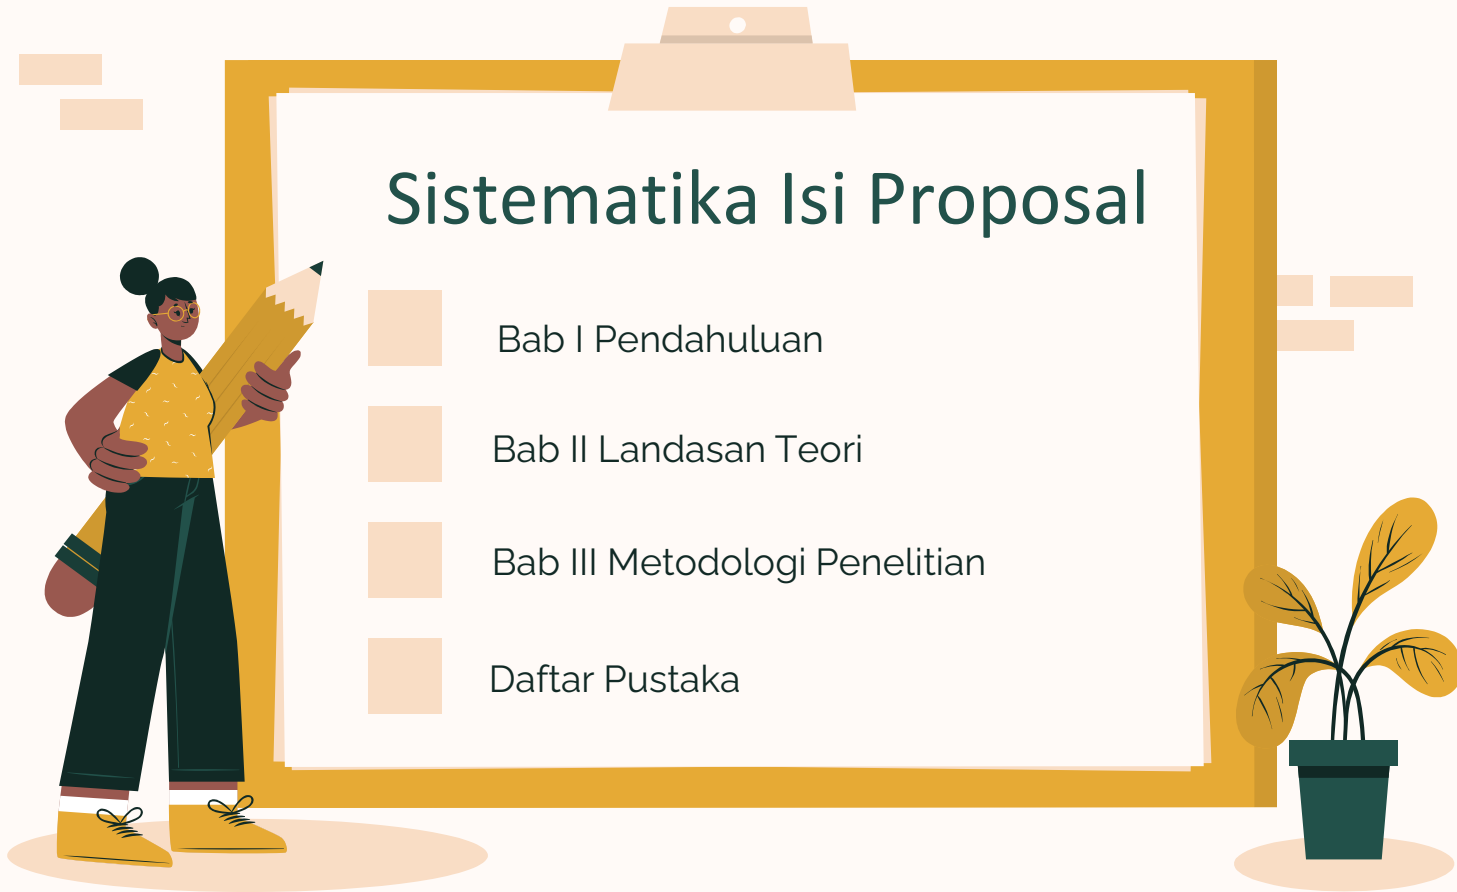 Sistematika Isi Proposal
Bab I Pendahuluan
Bab II Landasan Teori
Bab III Metodologi Penelitian
Daftar Pustaka